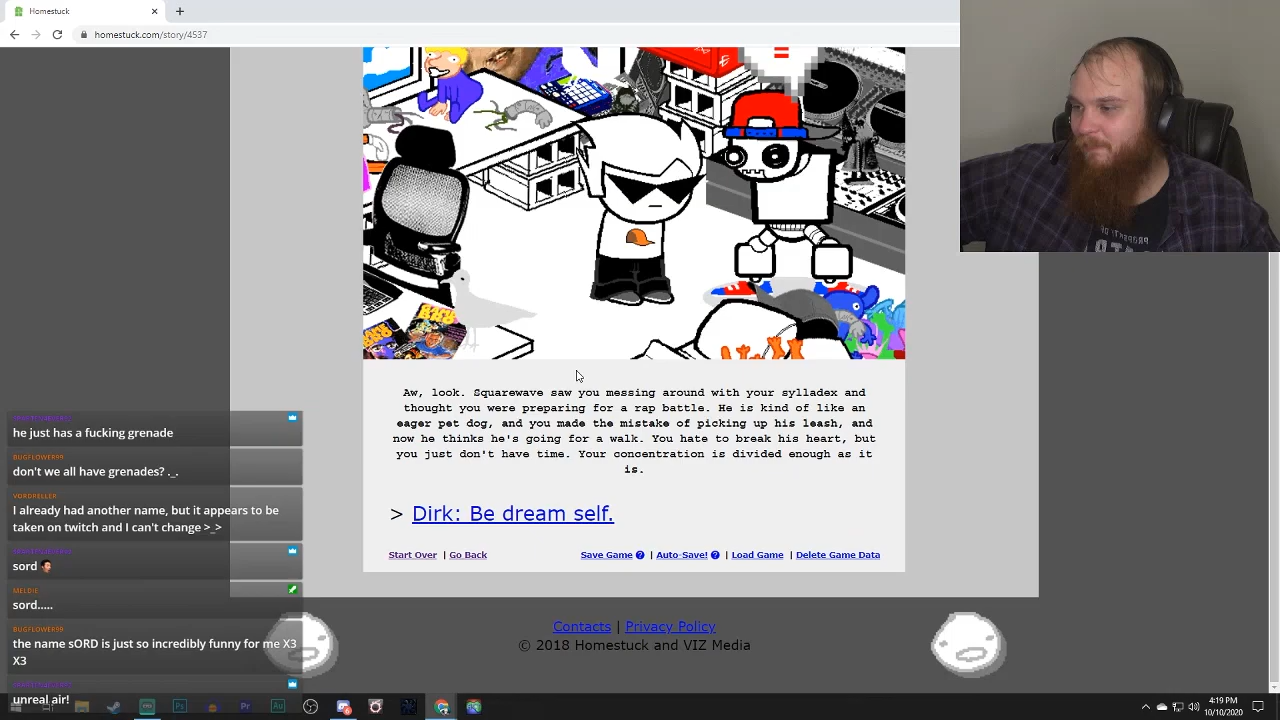 Homestuck
homestuck.com/story/4537
Aw, look. Squarewave saw you messing around with your sylladex and
thought you were preparing for a rap battle. He is kind of like an
eager pet dog, and you made the mistake of picking up his leash, and
now he thinks he's going for a walk. You hate to break his heart, but
you just don't have time. Your concentration is divided enough as it
is.
> Dirk: Be dream self.
Start Over | Go Back
Save Game ? | Auto-Save! ? | Load Game | Delete Game Data
Contacts | Privacy Policy
© 2018 Homestuck and VIZ Media
he just has a fucking grenade
BUGFLOWER99
don't we all have grenades? ._.
VORDRELLER
I already had another name, but it appears to be
taken on twitch and I can't change >_>
sord
MELDIE
sord.....
BUGFLOWER99
the name sORD is just so incredibly funny for me X3
X3
unreal air!
4:19 PM
10/10/2020